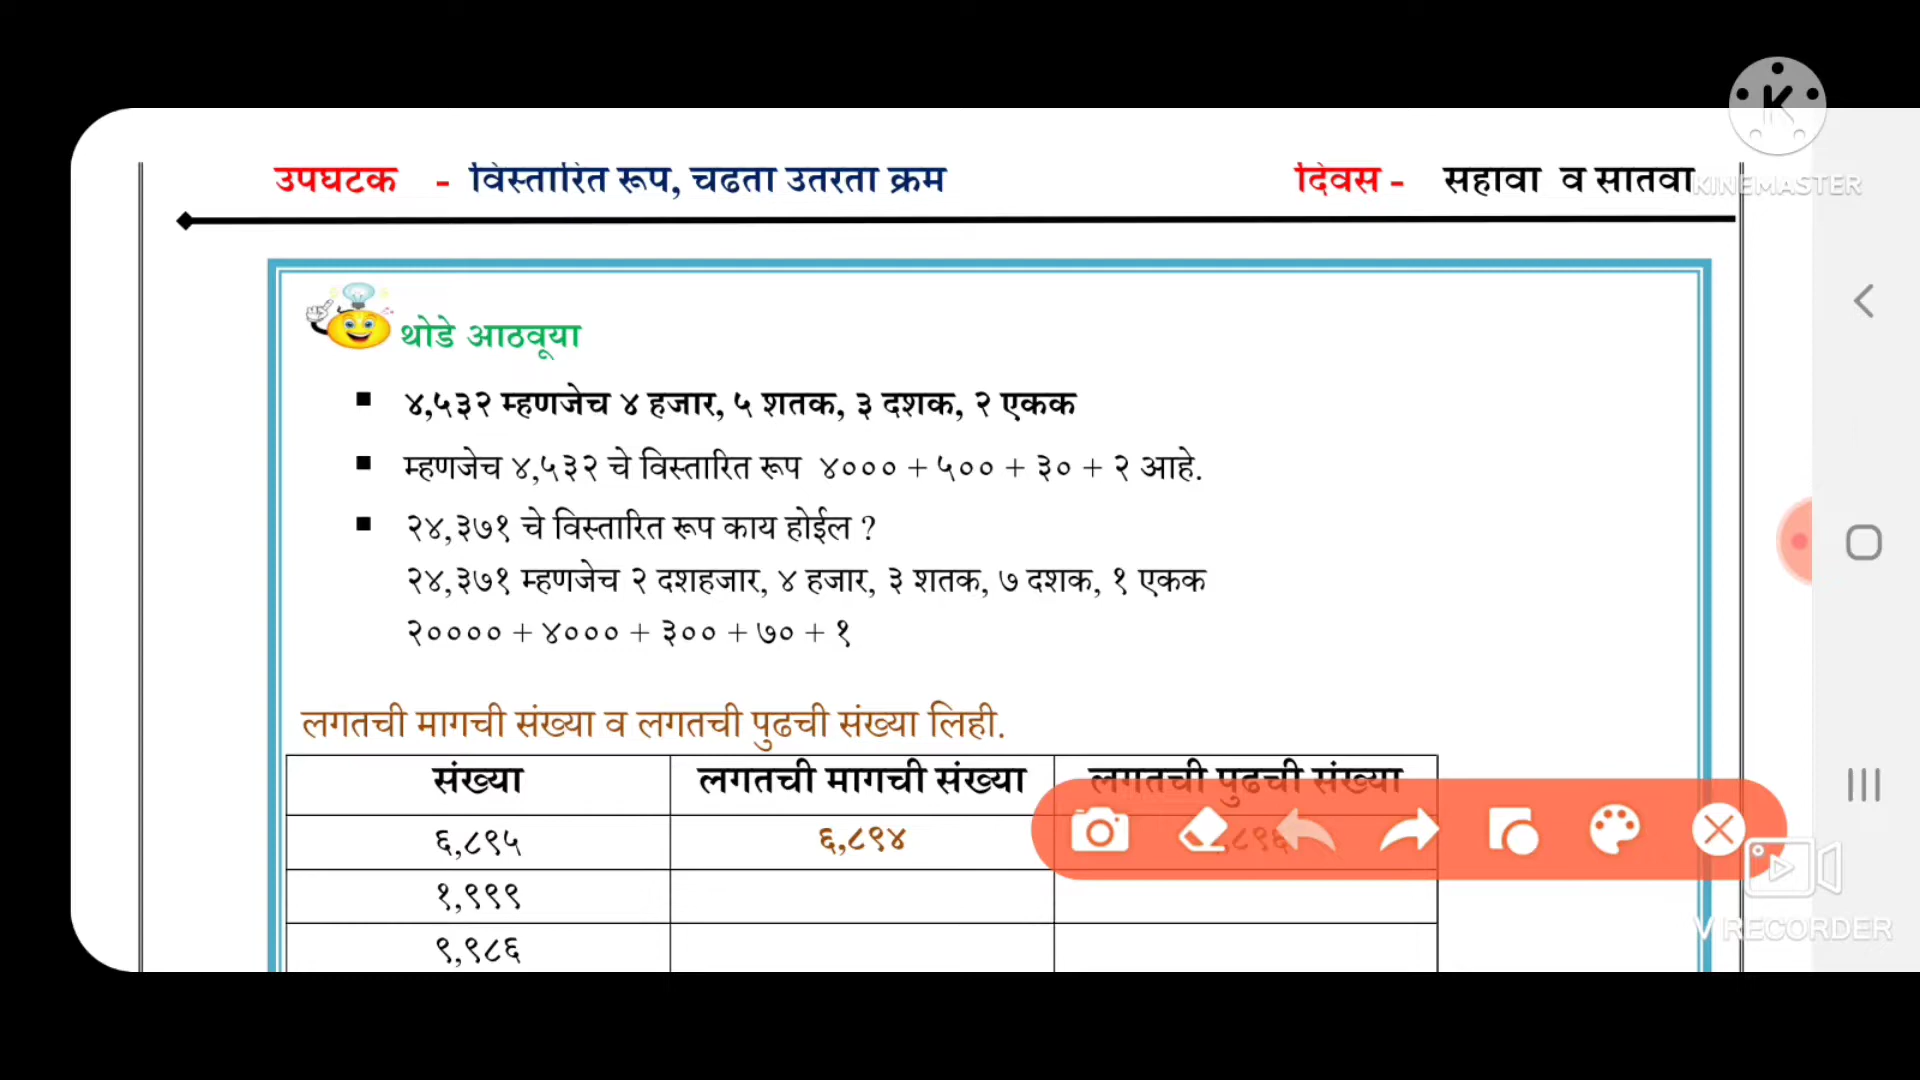 उपघटक - विस्तारित रूप, चढता उतरता क्रम दिवस - सहावा व सातवा
KINEMASTER
थोडे आठवूया
४,५३२ म्हणजेच ४ हजार, ५ शतक, ३ दशक, २ एकक
म्हणजेच ४,५३२ चे विस्तारित रूप ४००० + ५०० + ३० + २ आहे.
२४,३७१ चे विस्तारित रूप काय होईल ?
२४,३७१ म्हणजेच २ दशहजार, ४ हजार, ३ शतक, ७ दशक, १ एकक
२०००० + ४००० + ३०० + ७० + १
लगतची मागची संख्या व लगतची पुढची संख्या लिही.
संख्या लगतची मागची संख्या लगतची पुढची संख्या
६,८९५ ६,८९४
१,९९९
९,९८६
V RECORDER